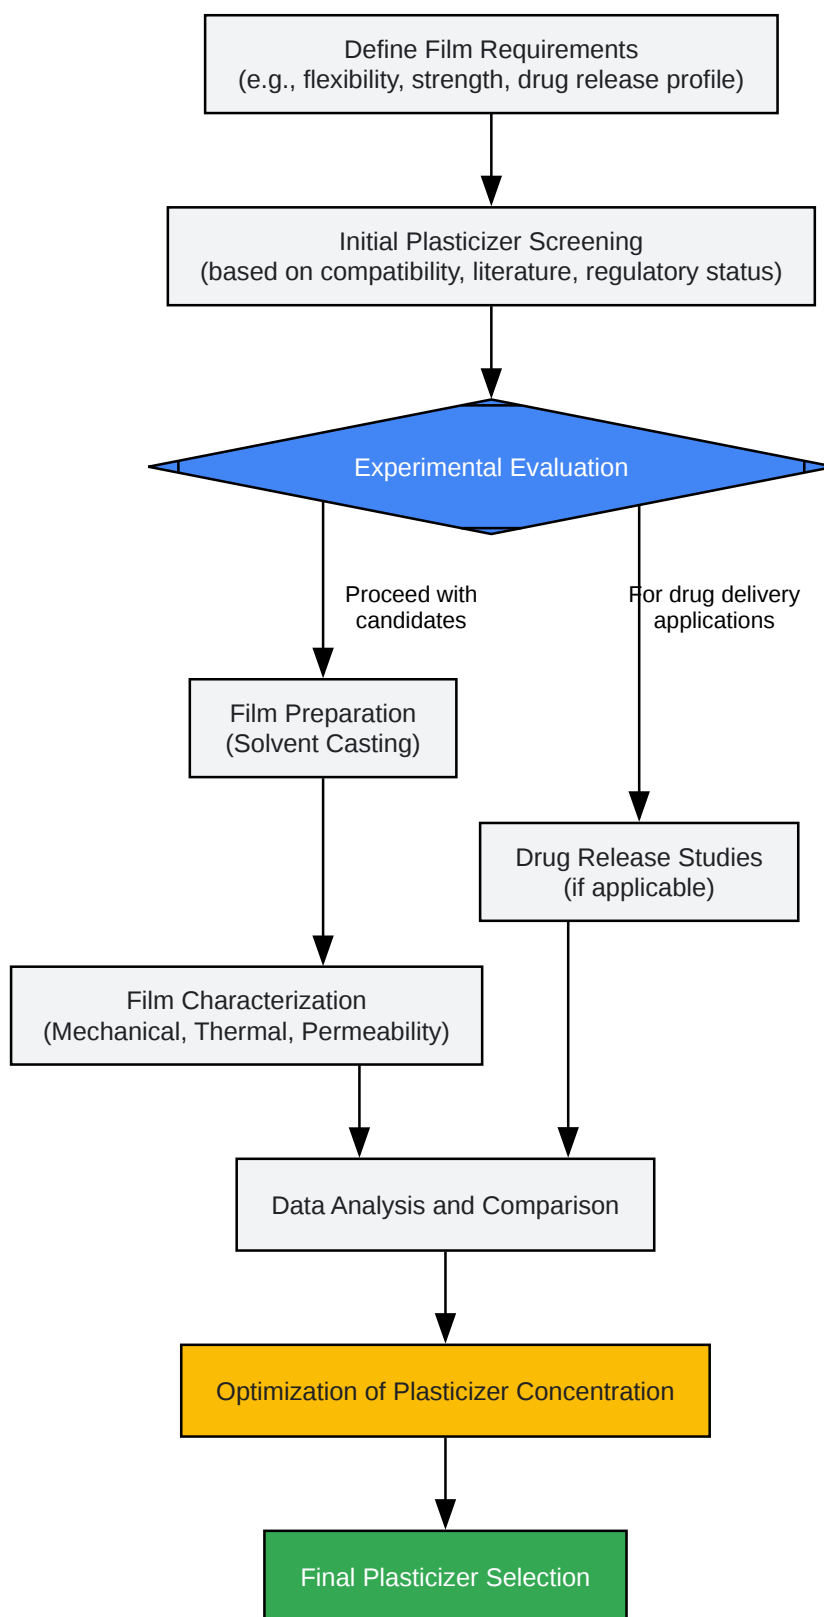 Define Film Requirements
(e.g., flexibility, strength, drug release profile)
Initial Plasticizer Screening
(based on compatibility, literature, regulatory status)
Experimental Evaluation
Proceed with
candidates
For drug delivery
applications
Film Preparation
(Solvent Casting)
Drug Release Studies
(if applicable)
Film Characterization
(Mechanical, Thermal, Permeability)
Data Analysis and Comparison
Optimization of Plasticizer Concentration
Final Plasticizer Selection